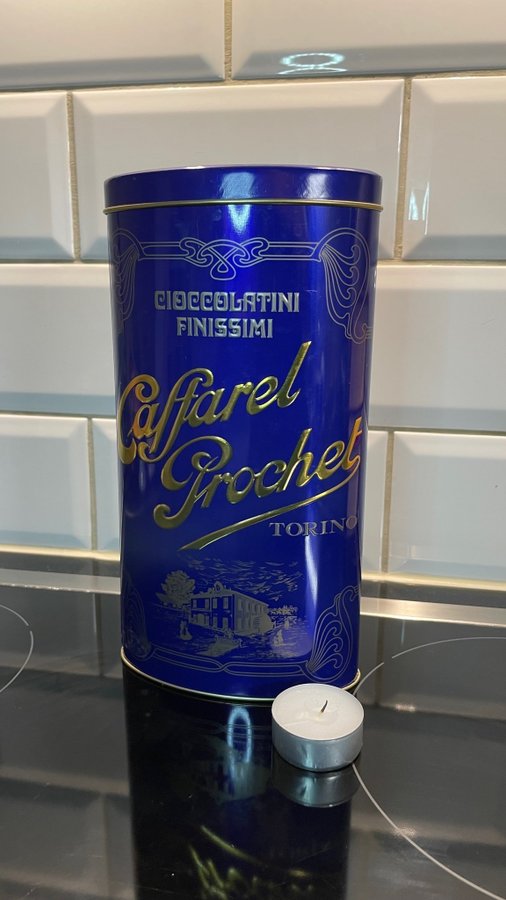 CIOCCOLATINI
FINISSIMI
Caffarel
Prochet
TORINO